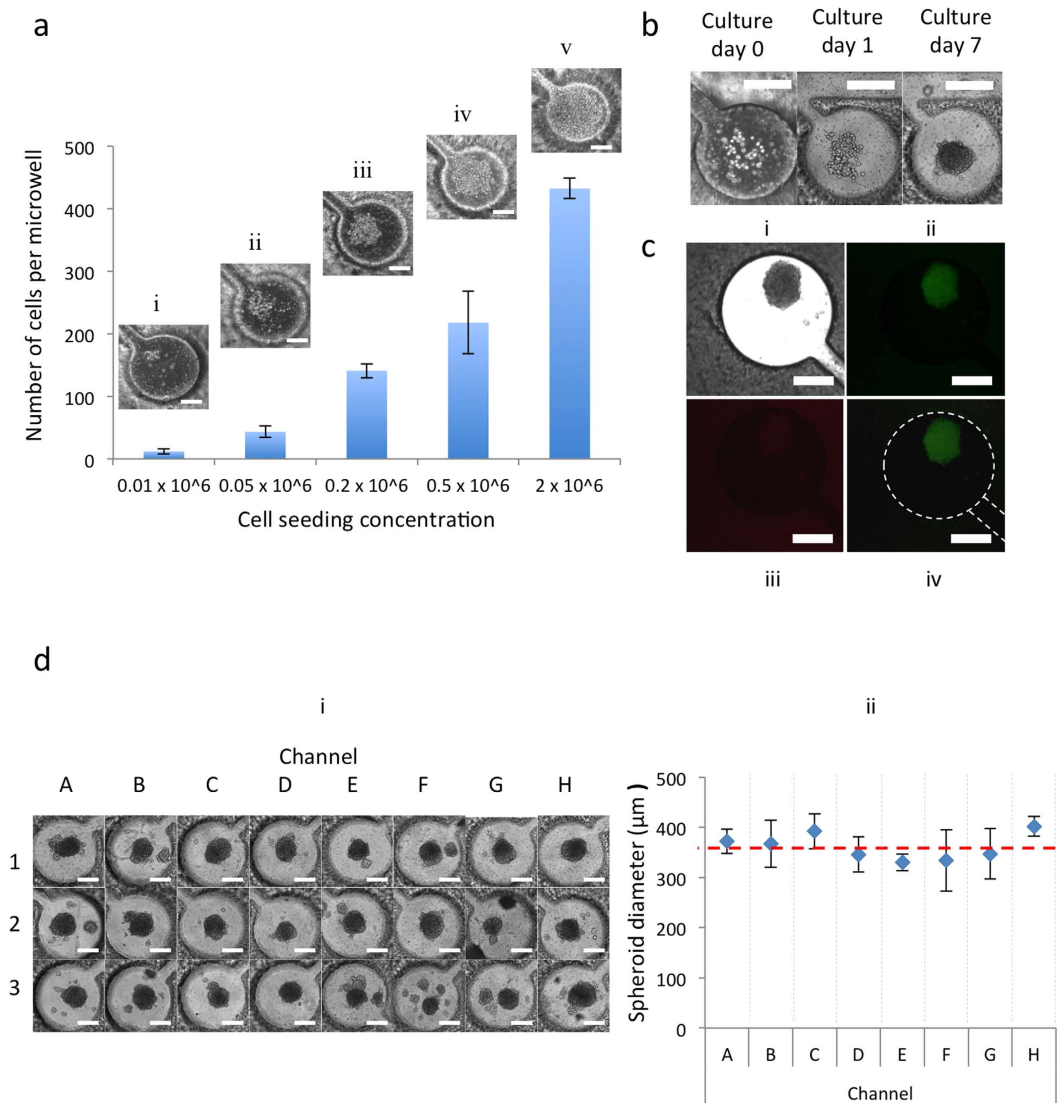 a
Number of cells per microwell
500
400
300
200
100
0
i
ii
iii
iv
v
0.01 x 10^6 0.05 x 10^6 0.2 x 10^6 0.5 x 10^6 2 x 10^6
Cell seeding concentration
b
Culture day 0
Culture day 1
Culture day 7
c
i ii
iii iv
d
i
Channel
A B C D E F G H
1
2
3
ii
Spheroid diameter (μm)
500
400
300
200
100
0
A B C D E F G H
Channel